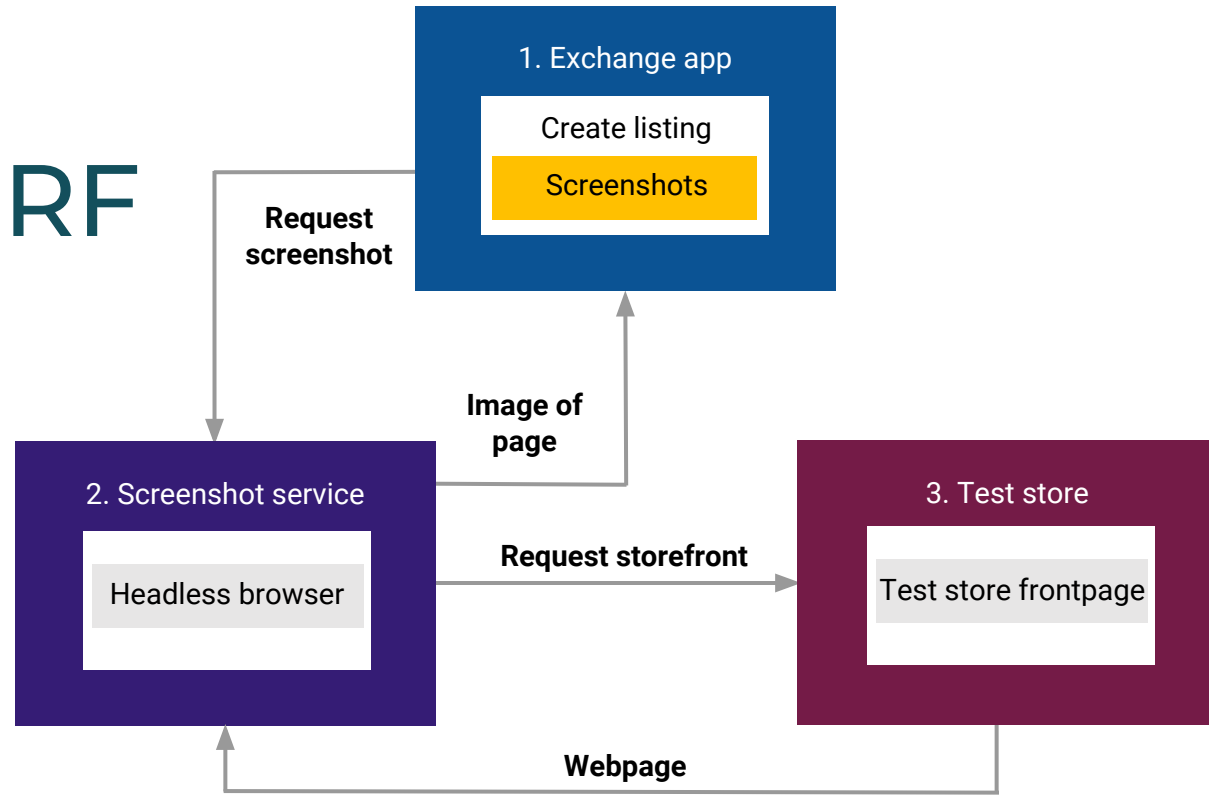 1. Exchange app
Create listing
Screenshots
RF
Request
screenshot
Image of
page
2. Screenshot service
Headless browser
Request storefront
3. Test store
Test store frontpage
Webpage